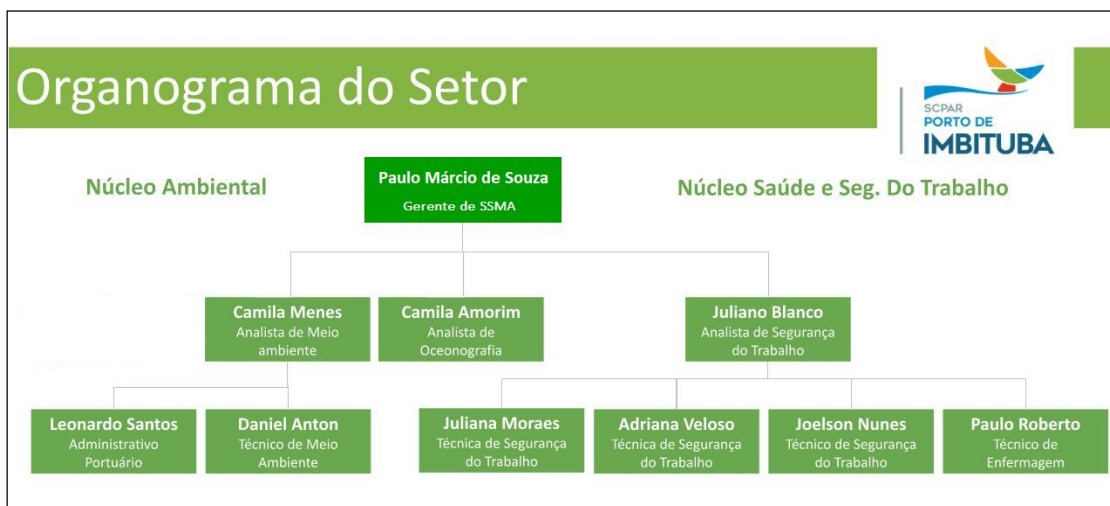 Organograma do Setor
SCPAR
PORTO DE
IMBITUBA
Núcleo Ambiental
Paulo Márcio de Souza
Gerente de SSMA
Núcleo Saúde e Seg. Do Trabalho
Camila Menes
Analista de Meio
ambiente
Camila Amorim
Analista de
Oceonografia
Juliano Blanco
Analista de Segurança
do Trabalho
Leonardo Santos
Administrativo
Portuário
Daniel Anton
Técnico de Meio
Ambiente
Juliana Moraes
Técnica de Segurança
do Trabalho
Adriana Veloso
Técnica de Segurança
do Trabalho
Joelson Nunes
Técnico de Segurança
do Trabalho
Paulo Roberto
Técnico de
Enfermagem